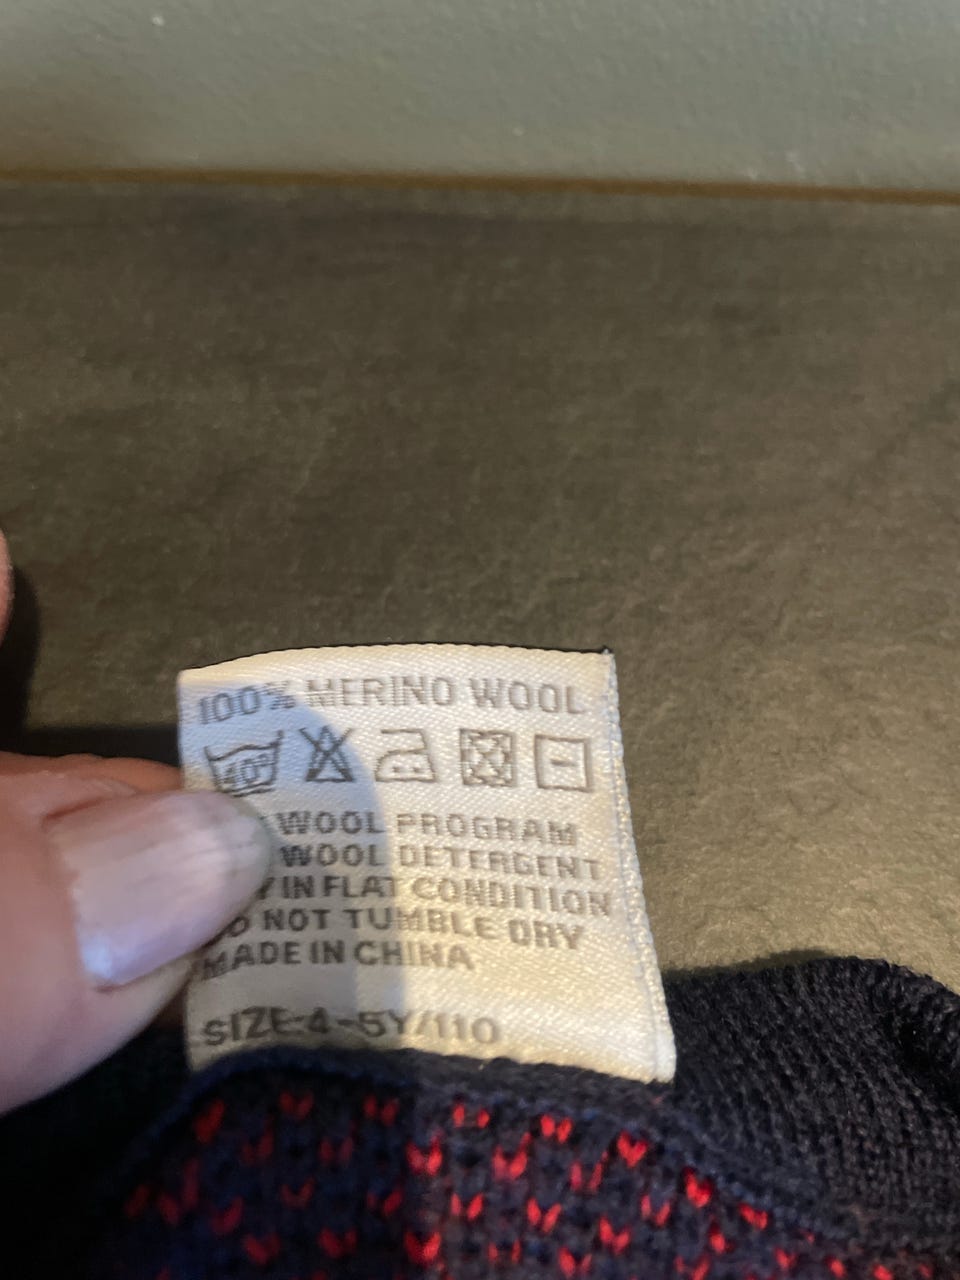 100% MERINO WOOL
40°
WOOL PROGRAM
WOOL DETERGENT
IN FLAT CONDITION
DO NOT TUMBLE DRY
MADE IN CHINA
SIZE:4-5Y/110